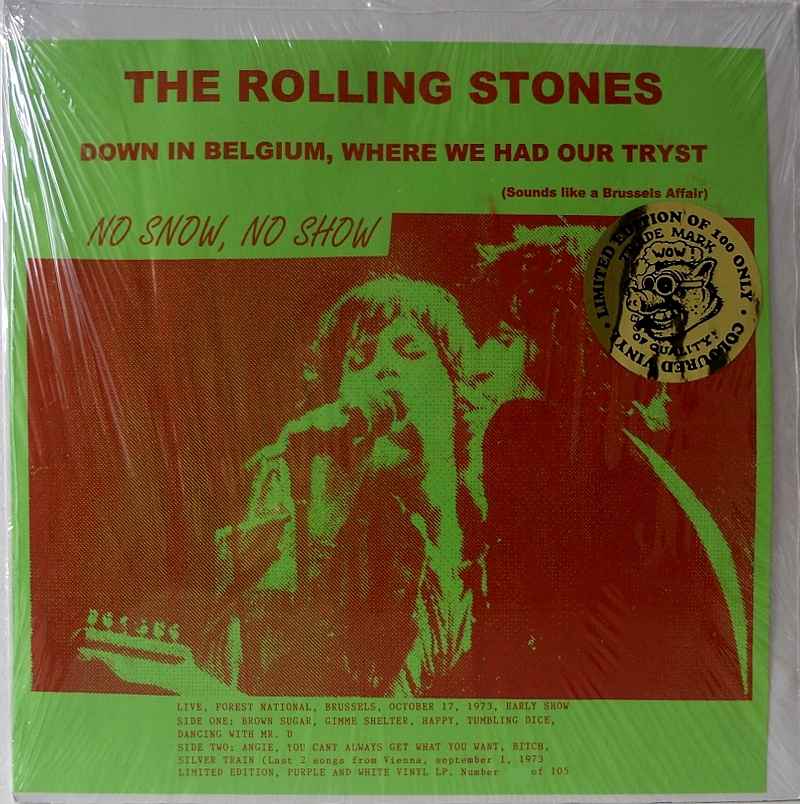 THE ROLLING STONES
DOWN IN BELGIUM, WHERE WE HAD OUR TRYST
(Sounds like a Brussels Affair)
NO SNOW, NO SHOW
• LIMITED EDITION OF 100 ONLY • COLOURED VINYL
TRADE MARK
WOW!
OF QUALITY!
LIVE, FOREST NATIONAL, BRUSSELS, OCTOBER 17, 1973, EARLY SHOW
SIDE ONE: BROWN SUGAR, GIMME SHELTER, HAPPY, TUMBLING DICE,
DANCING WITH MR. D
SIDE TWO: ANGIE, YOU CANT ALWAYS GET WHAT YOU WANT, BITCH,
SILVER TRAIN (Last 2 songs from Vienna, september 1, 1973
LIMITED EDITION, PURPLE AND WHITE VINYL LP. Number of 105